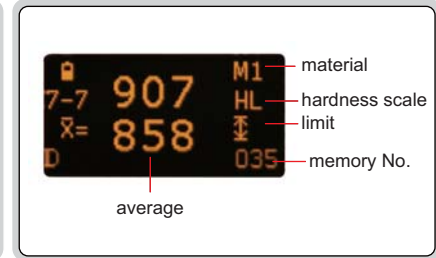 907 M1 material
7-7 HL hardness scale
X̄= 858 limit
D 035 memory No.
average